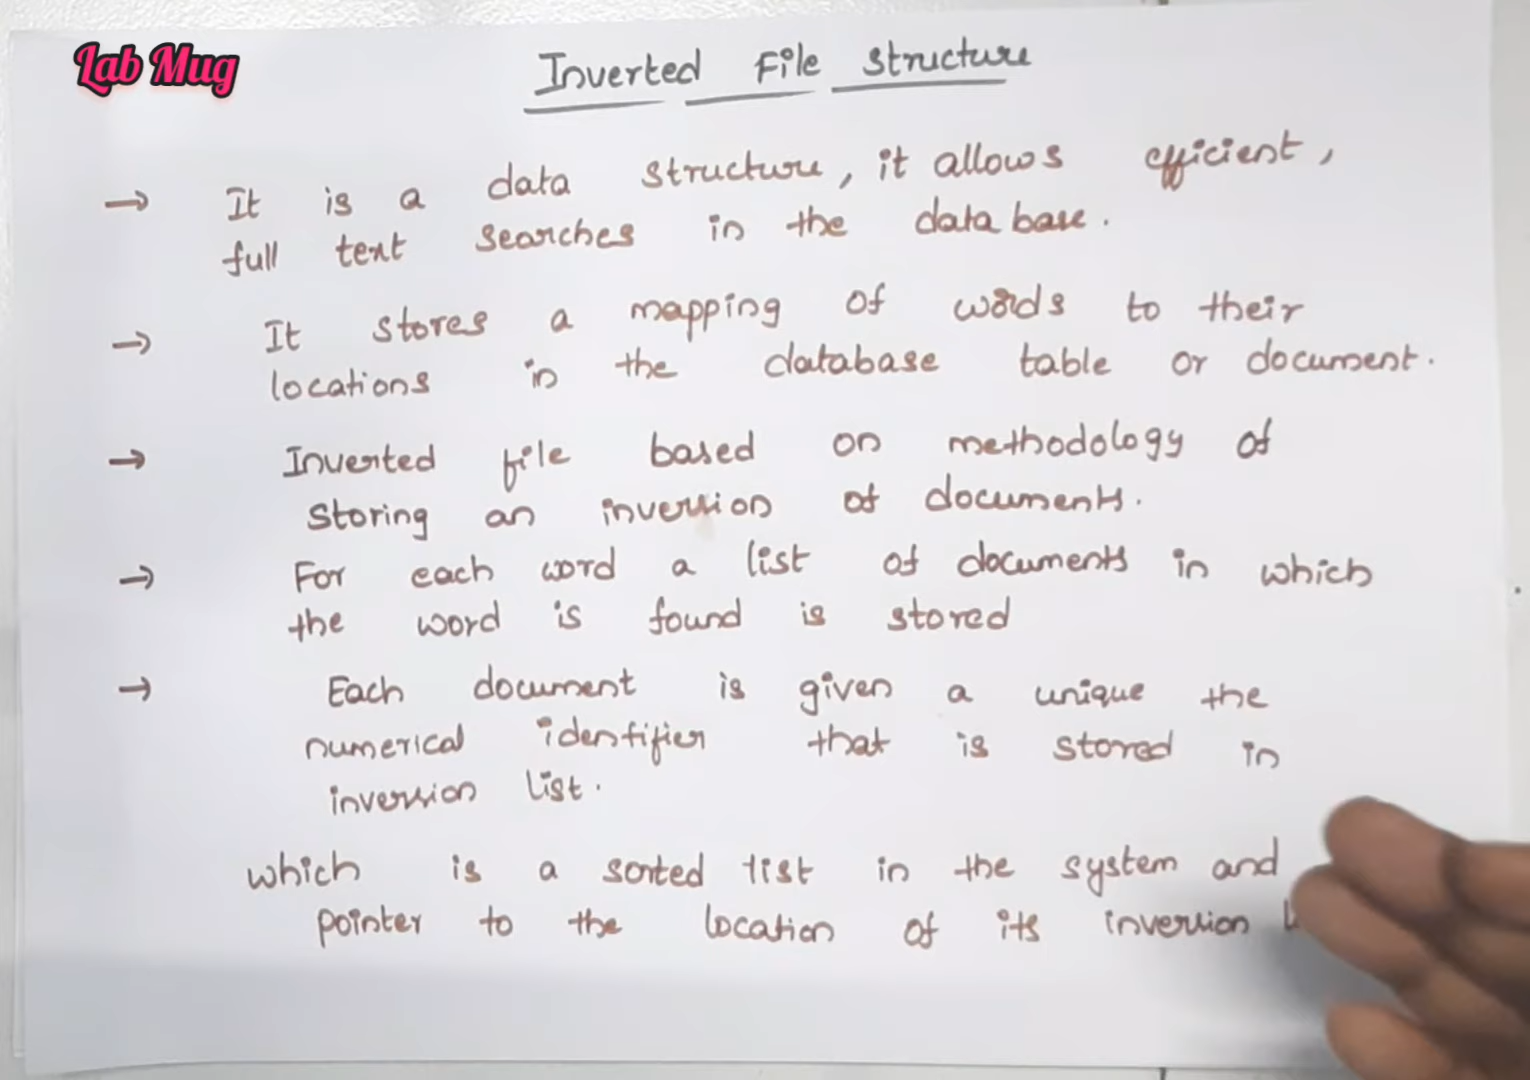 Lab Mug
Inverted File structure
→ It is a data structure, it allows efficient,
full text searches in the data base.
→ It stores a mapping of words to their
locations in the database table or document.
→ Inverted file based on methodology of
storing an inversion of documents.
→ For each word a list of documents in which
the word is found is stored
→ Each document is given a unique the
numerical identifier that is stored in
inversion list.
which is a sorted list in the system and
pointer to the location of its inversion